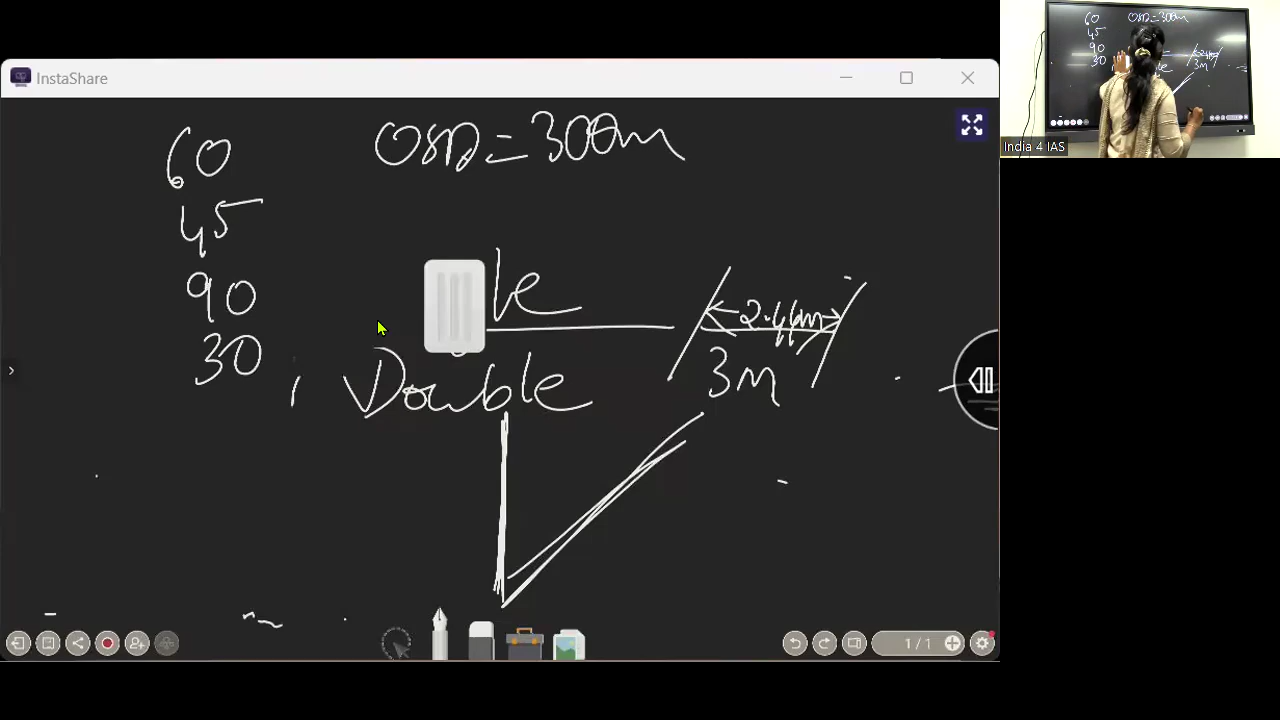 InstaShare
60
45
90
30
OSD = 300m
le
Double
2.44m
3m
1/1
India 4 IAS